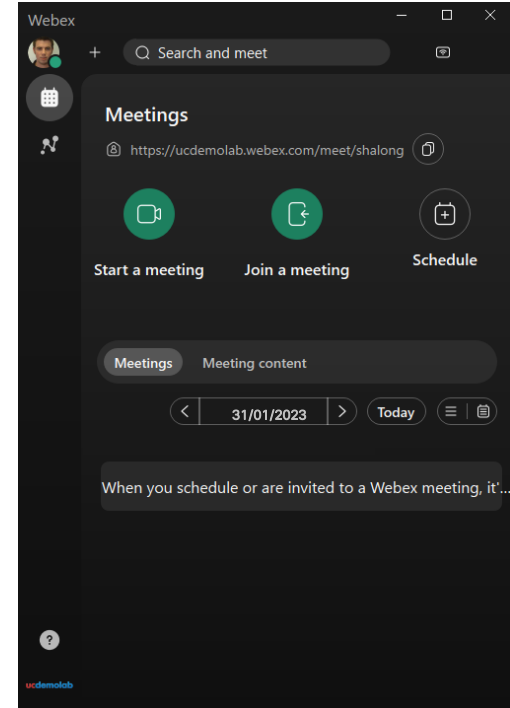 Webex
Search and meet
Meetings
https://ucdemolab.webex.com/meet/shalong
Start a meeting
Join a meeting
Schedule
Meetings
Meeting content
31/01/2023
Today
When you schedule or are invited to a Webex meeting, it'...
?
ucdemolab